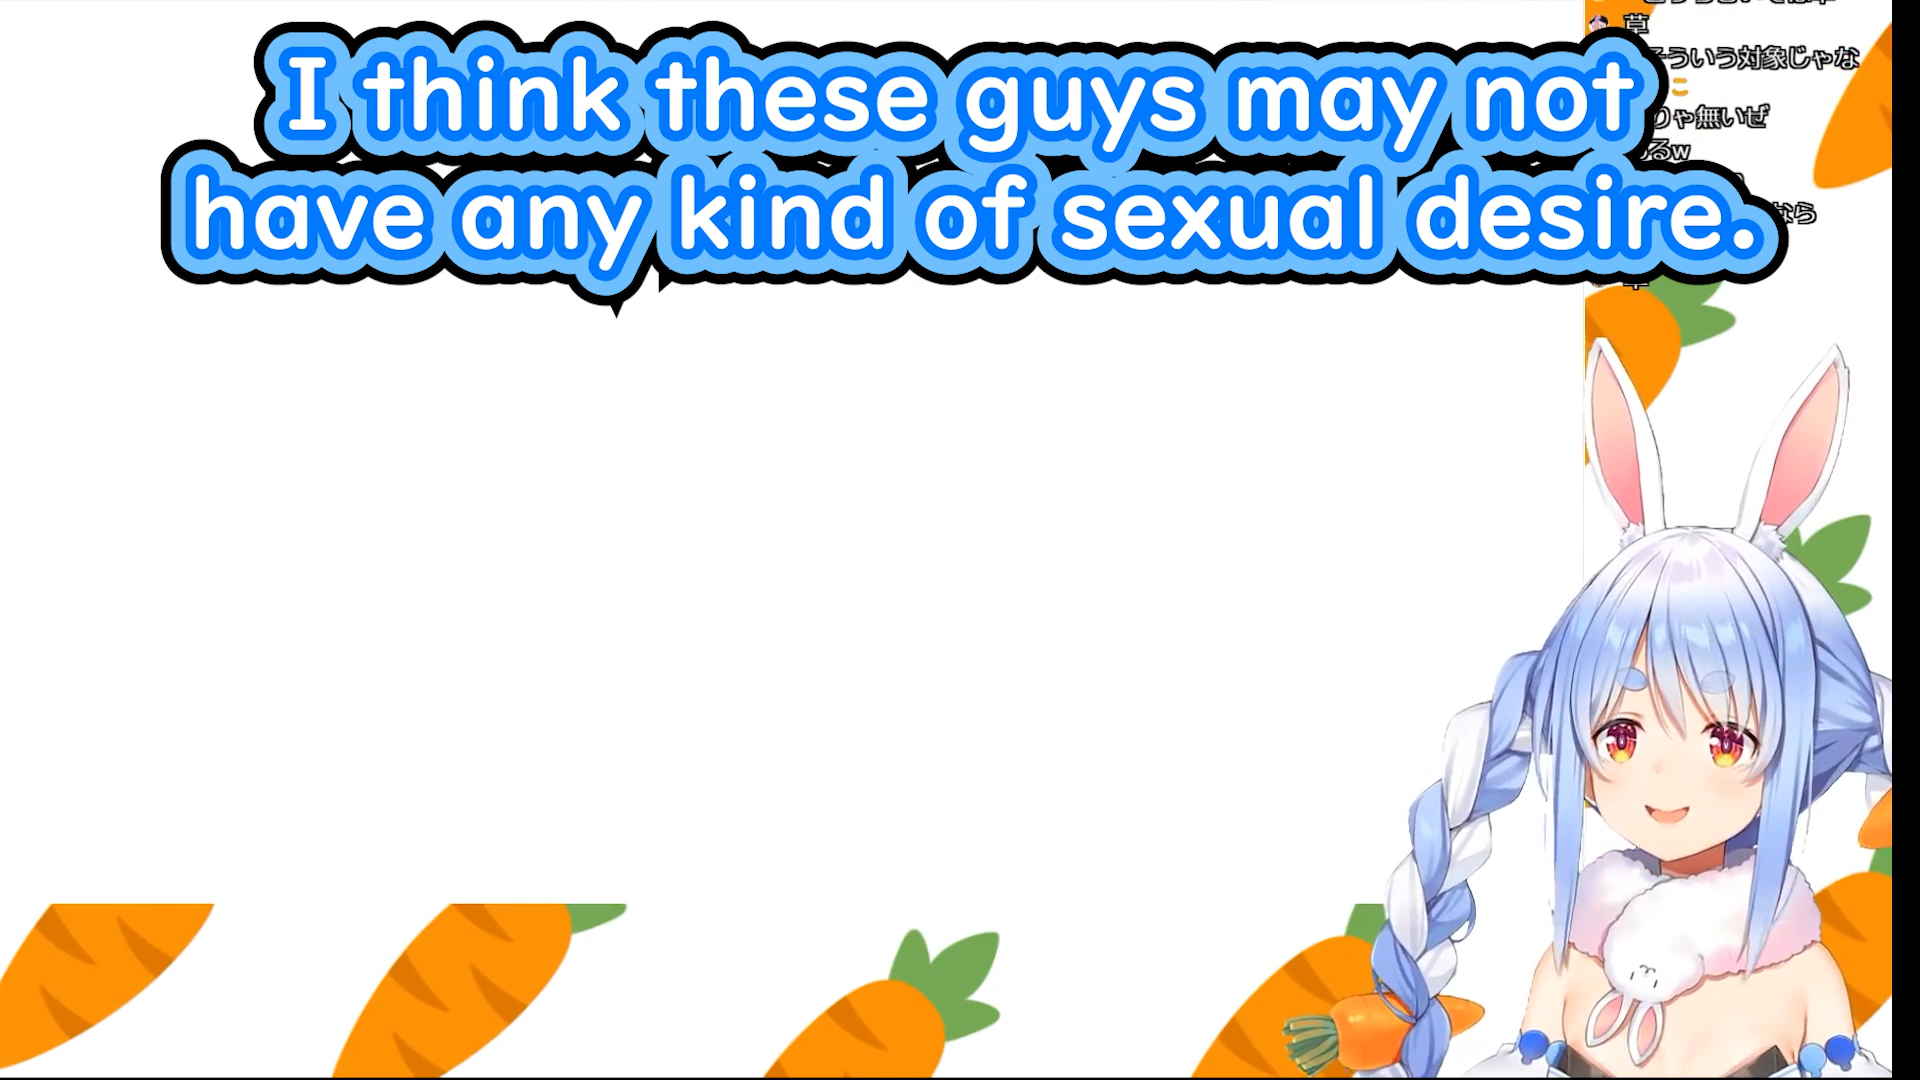 I think these guys may not
have any kind of sexual desire.
草
そういう対象じゃな
りゃ無いぜ
るw
なら